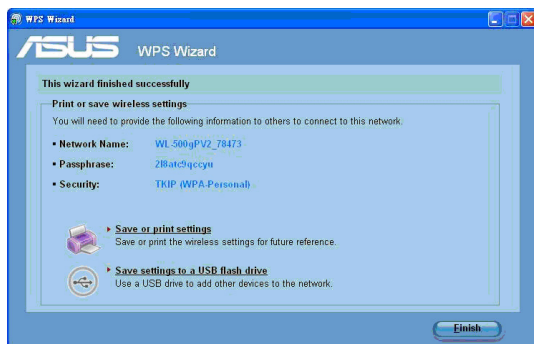 WPS Wizard
ASUS WPS Wizard
This wizard finished successfully
Print or save wireless settings
You will need to provide the following information to others to connect to this network.
• Network Name: WL-500gPV2_78473
• Passphrase: 2l8atc9qccyu
• Security: TKIP (WPA-Personal)
Save or print settings
Save or print the wireless settings for future reference.
Save settings to a USB flash drive
Use a USB drive to add other devices to the network.
Finish